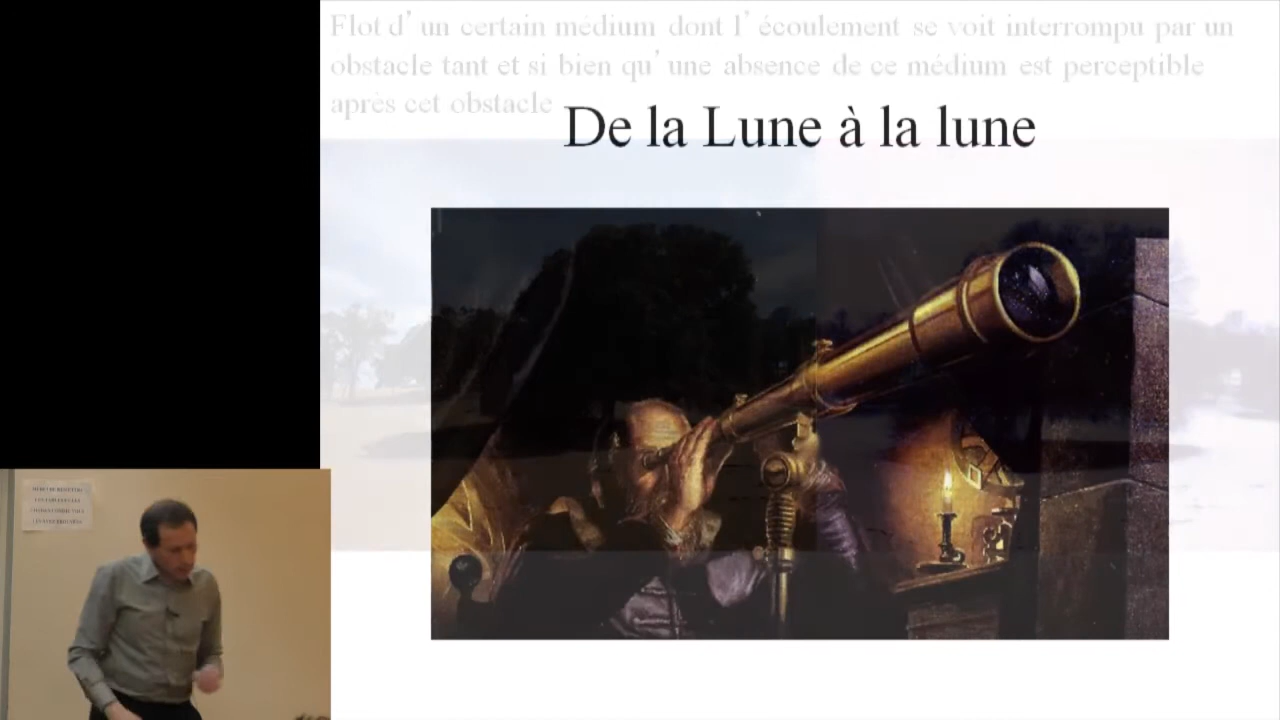 Flot d’un certain médium dont l’écoulement se voit interrompu par un
obstacle tant et si bien qu’une absence de ce médium est perceptible
après cet obstacle
De la Lune à la lune